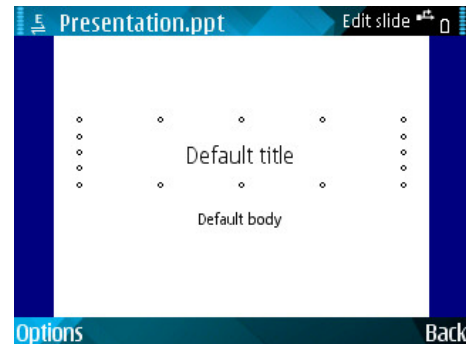 E Presentation.ppt Edit slide
Default title
Default body
Options Back